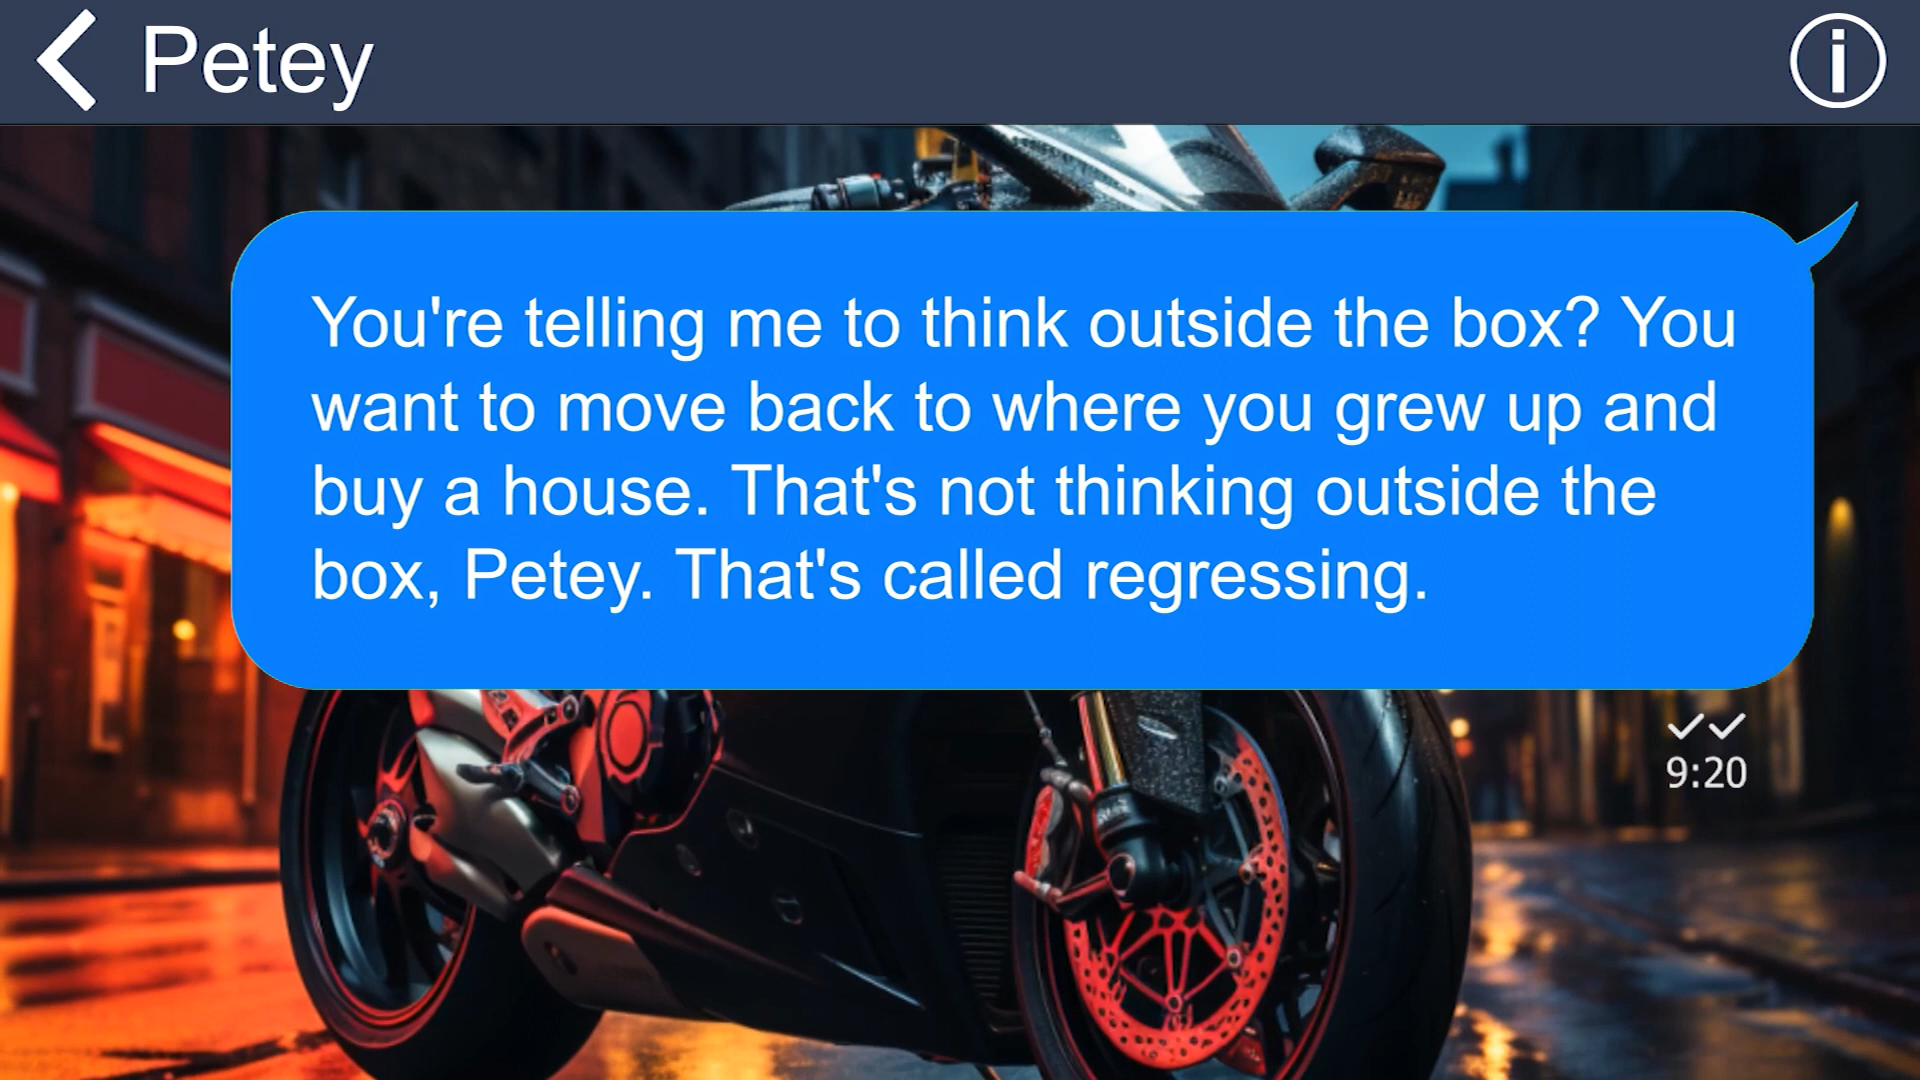 Petey
You're telling me to think outside the box? You
want to move back to where you grew up and
buy a house. That's not thinking outside the
box, Petey. That's called regressing.
9:20